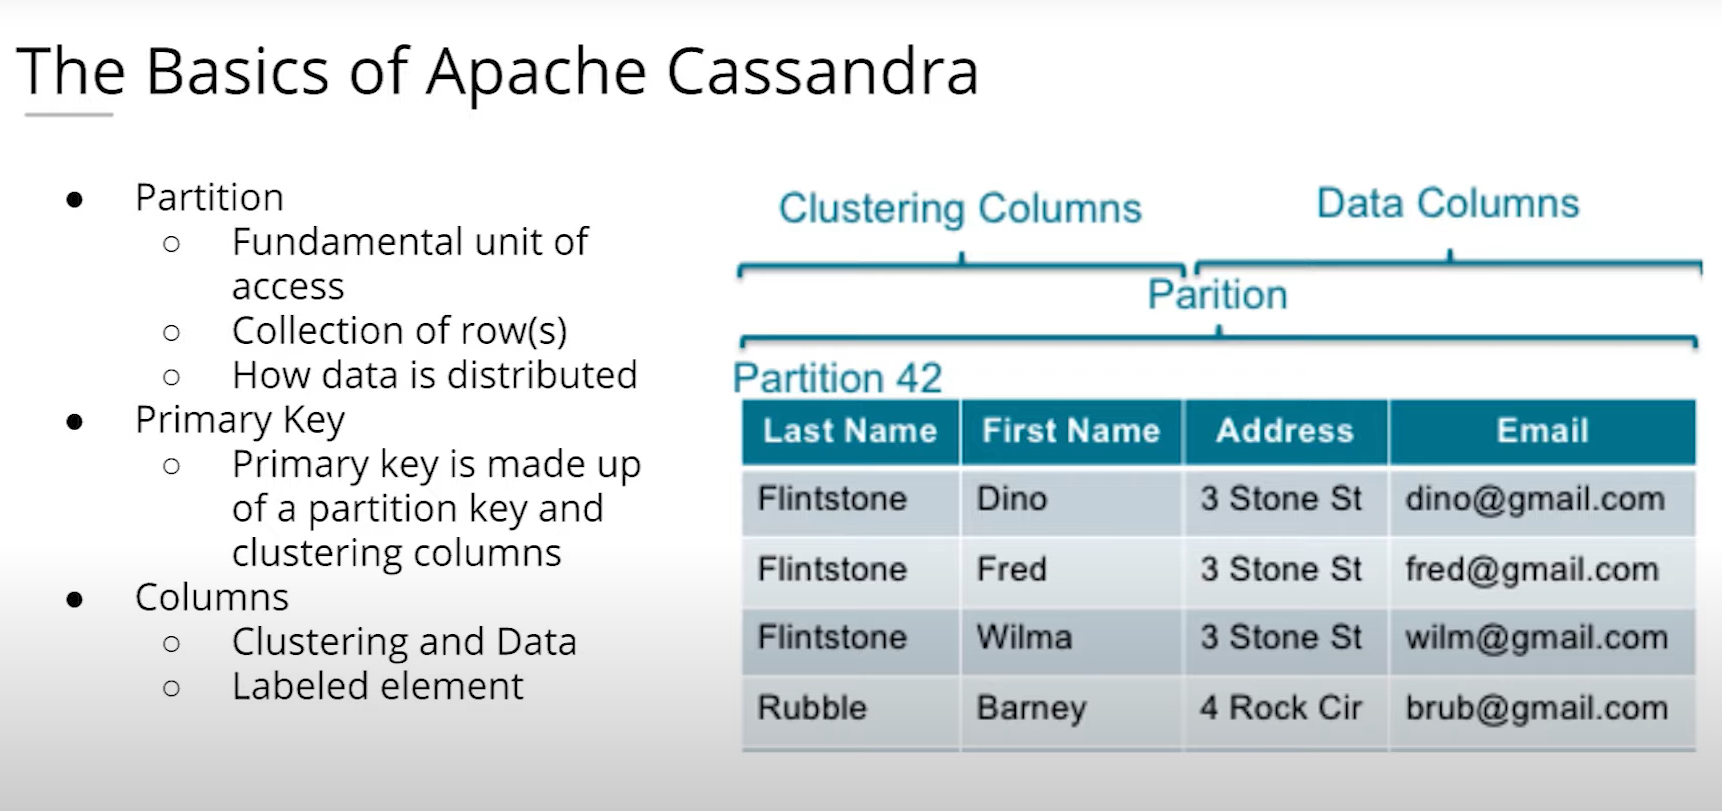 The Basics of Apache Cassandra
● Partition
○ Fundamental unit of
access
○ Collection of row(s)
○ How data is distributed
● Primary Key
○ Primary key is made up
of a partition key and
clustering columns
● Columns
○ Clustering and Data
○ Labeled element
Clustering Columns Data Columns
Parition
Partition 42
Last Name First Name Address Email
Flintstone Dino 3 Stone St dino@gmail.com
Flintstone Fred 3 Stone St fred@gmail.com
Flintstone Wilma 3 Stone St wilm@gmail.com
Rubble Barney 4 Rock Cir brub@gmail.com